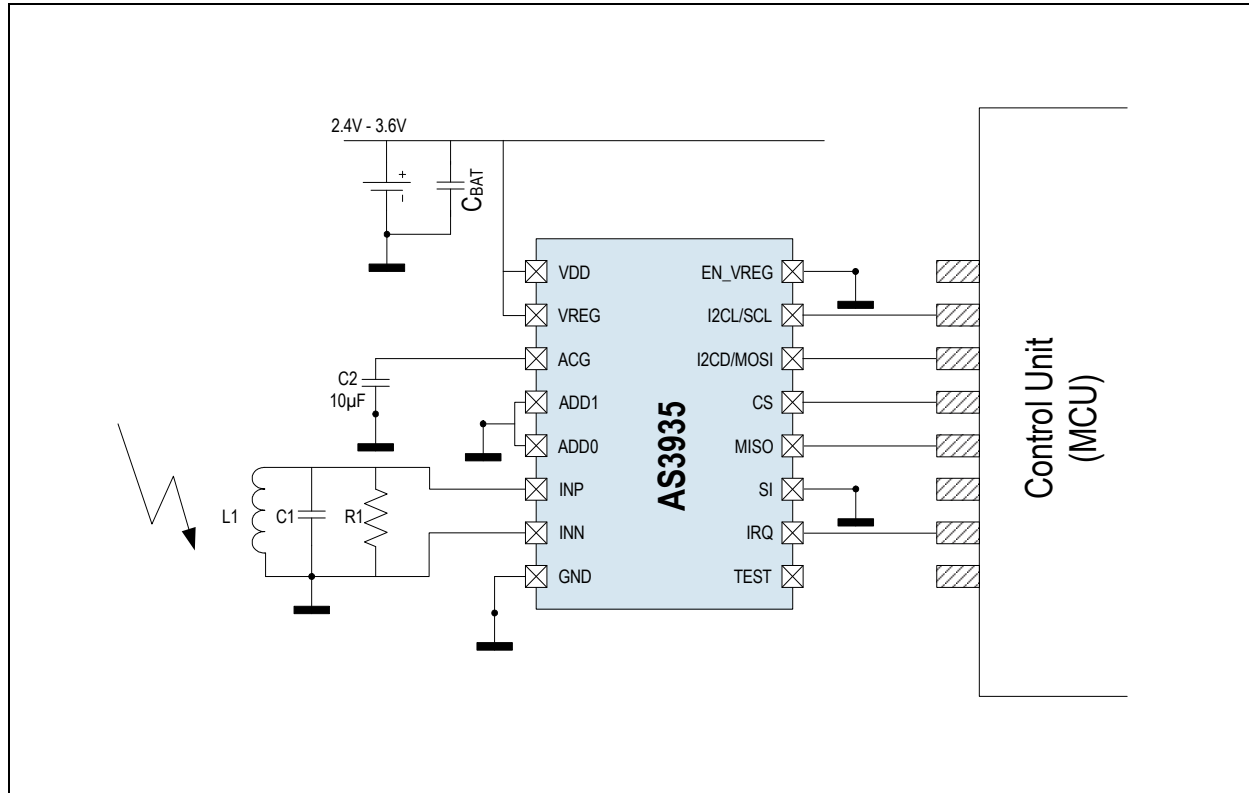 2.4V - 3.6V
+
-
CBAT
VDD
VREG
ACG
ADD1
ADD0
INP
INN
GND
EN_VREG
I2CL/SCL
I2CD/MOSI
CS
MISO
SI
IRQ
TEST
AS3935
C2
10µF
L1
C1
R1
Control Unit
(MCU)